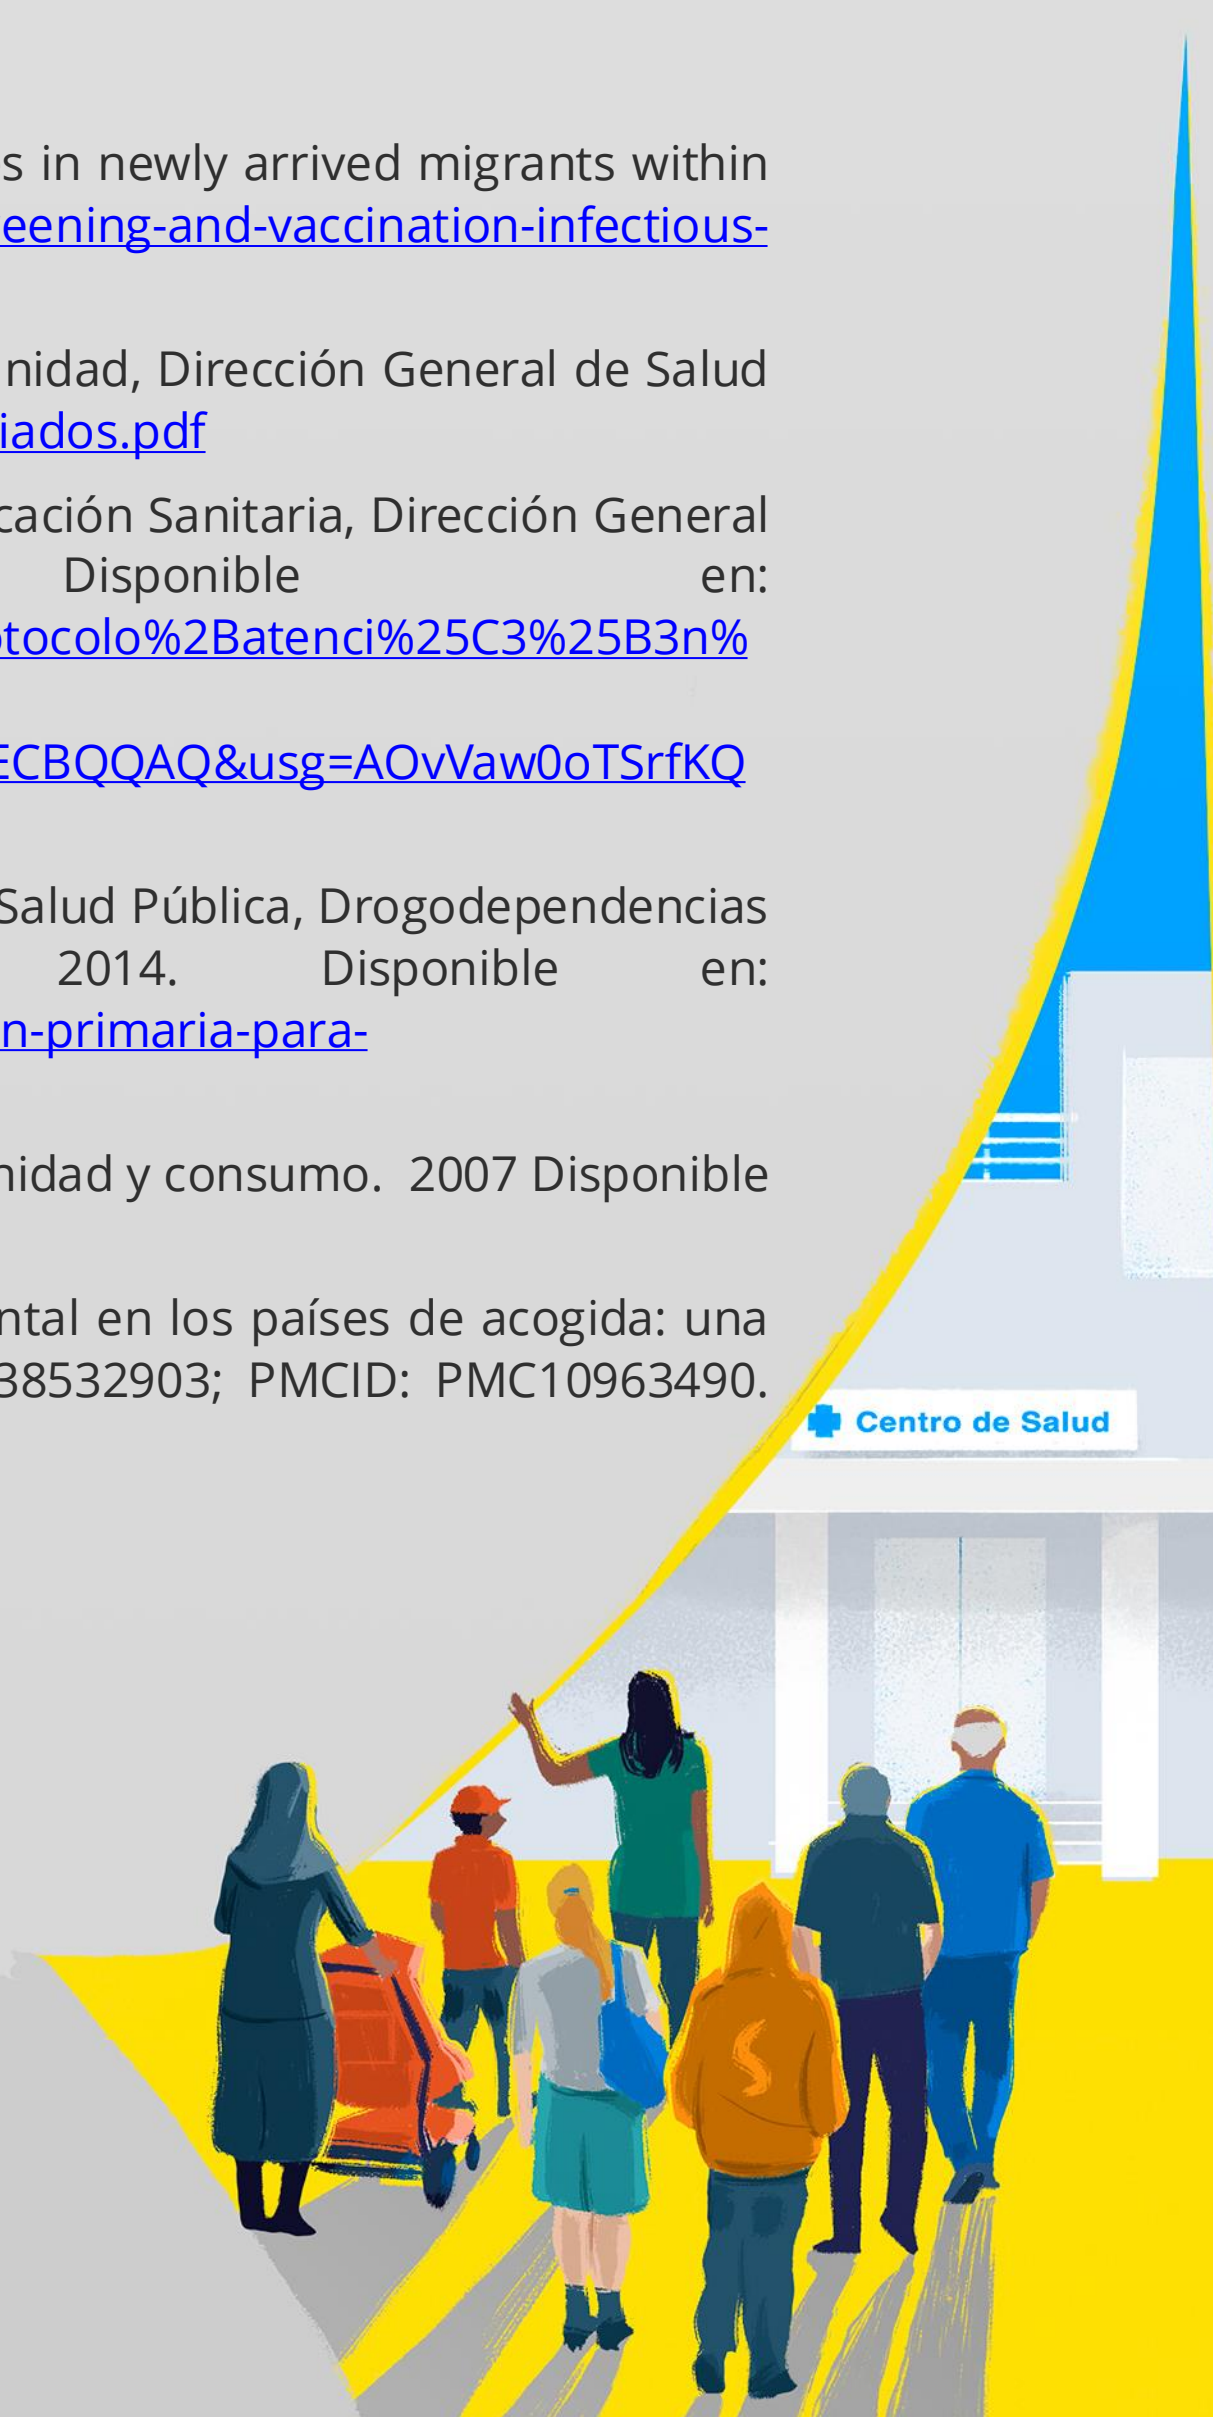 s in newly arrived migrants within
eening-and-vaccination-infectious-
nidad, Dirección General de Salud
iados.pdf
cación Sanitaria, Dirección General
Disponible en:
tocolo%2Batenci%25C3%25B3n%
ECBQQAQ&usg=AOvVaw0oTSrfKQ
Salud Pública, Drogodependencias
2014. Disponible en:
n-primaria-para-
nidad y consumo. 2007 Disponible
ntal en los países de acogida: una
38532903; PMCID: PMC10963490.
Centro de Salud